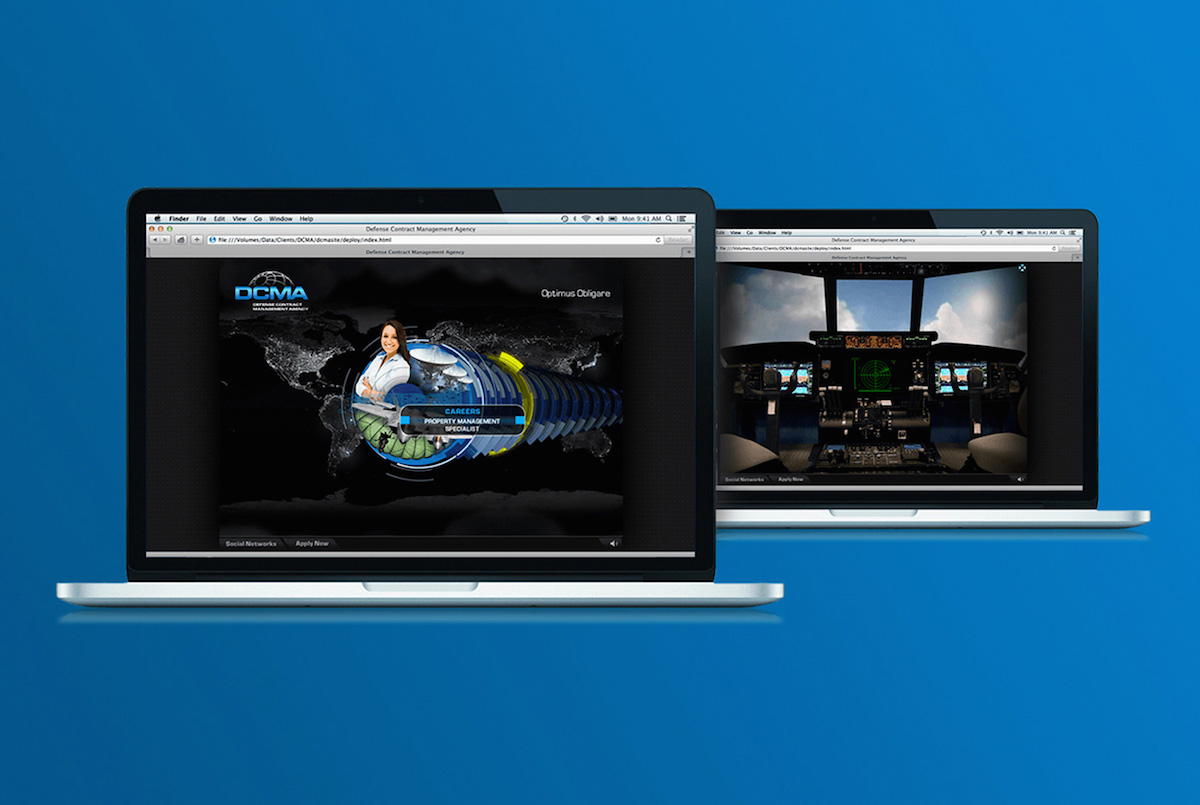 Finder File Edit View Go Window Help Mon 9:41 AM
Defense Contract Management Agency
file:///Volumes/Data/Clients/DCMA/dcmasite/deploy/index.html Reader
Defense Contract Management Agency
DCMA
DEFENSE CONTRACT
MANAGEMENT AGENCY
Optimus Obligare
CAREERS
PROPERTY MANAGEMENT
SPECIALIST
Social Networks Apply Now
Edit View Go Window Help Mon 9:41 AM
Defense Contract Management Agency
file:///Volumes/Data/Clients/DCMA/dcmasite/deploy/index.html
Defense Contract Management Agency
Social Networks Apply Now